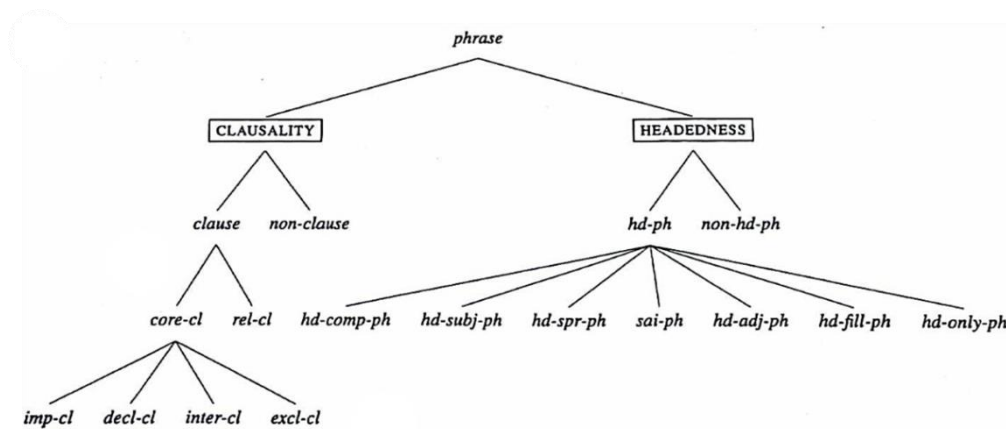 phrase
CLAUSALITY HEADEDNESS
clause non-clause hd-ph non-hd-ph
core-cl rel-cl hd-comp-ph hd-subj-ph hd-spr-ph sai-ph hd-adj-ph hd-fill-ph hd-only-ph
imp-cl decl-cl inter-cl excl-cl